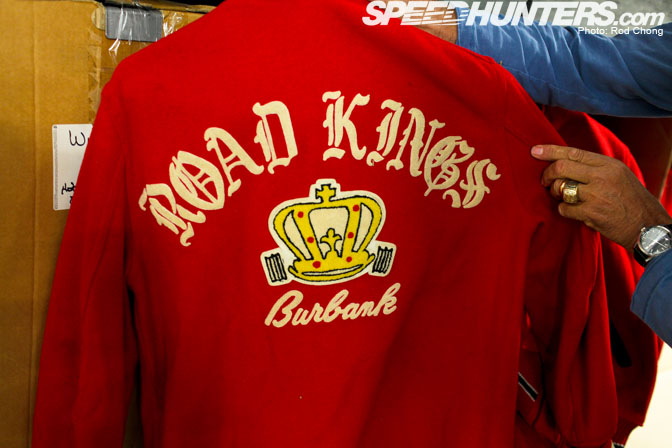 SPEEDHUNTERS.com
Photo: Rod Chong
ROAD KINGS
Burbank